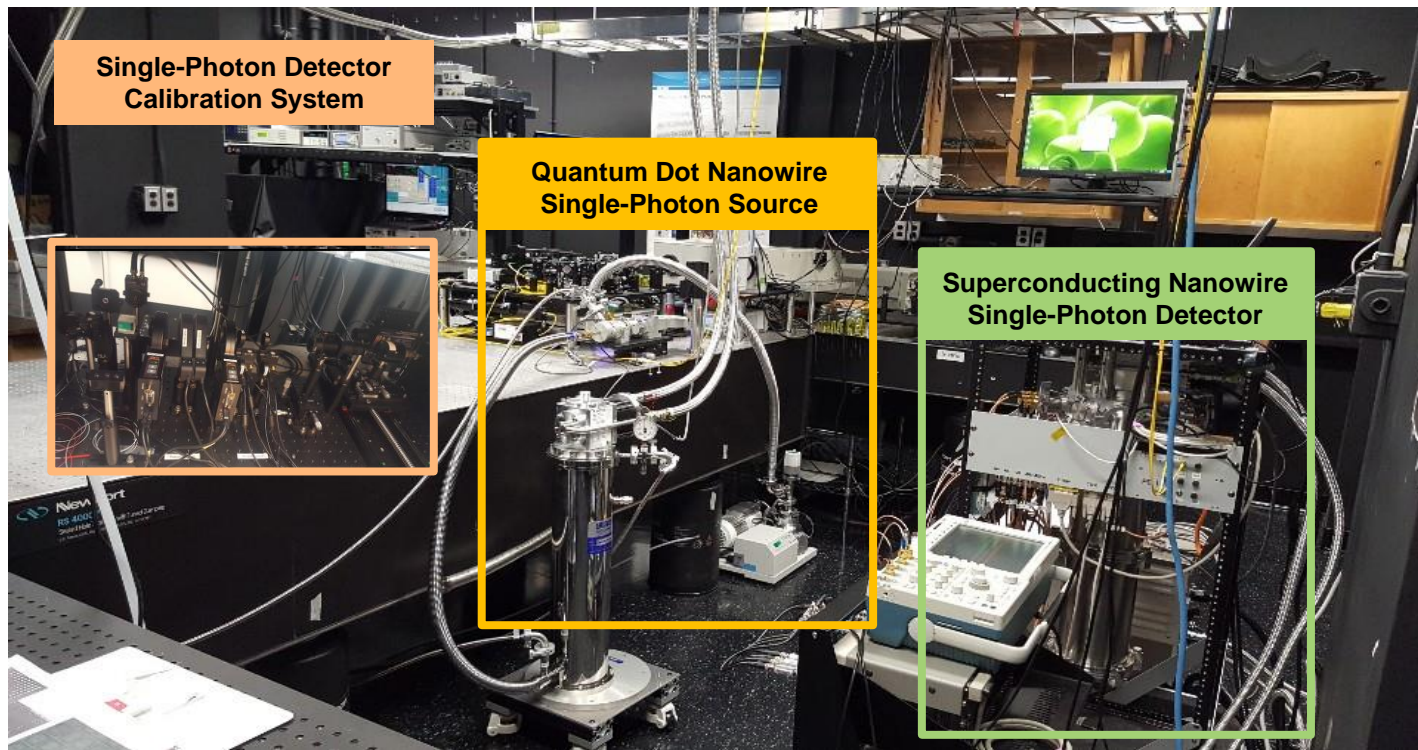 Single-Photon Detector
Calibration System
Quantum Dot Nanowire
Single-Photon Source
Superconducting Nanowire
Single-Photon Detector
Newport
RS 4000